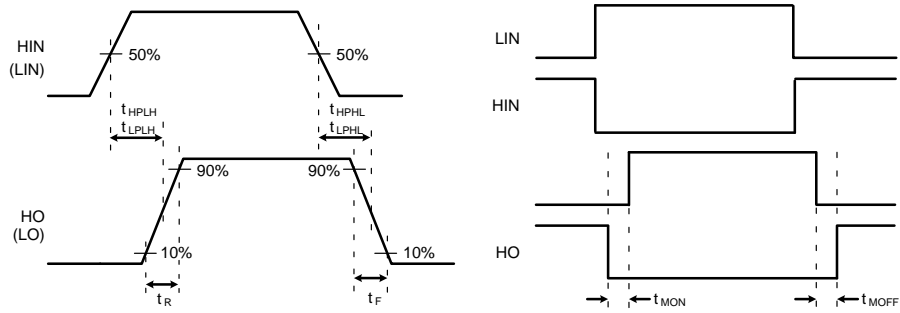 HIN
(LIN)
50%
50%
tHPLH
tLPLH
tHPHL
tLPHL
HO
(LO)
90%
90%
10%
10%
tR
tF
LIN
HIN
HO
tMON
tMOFF